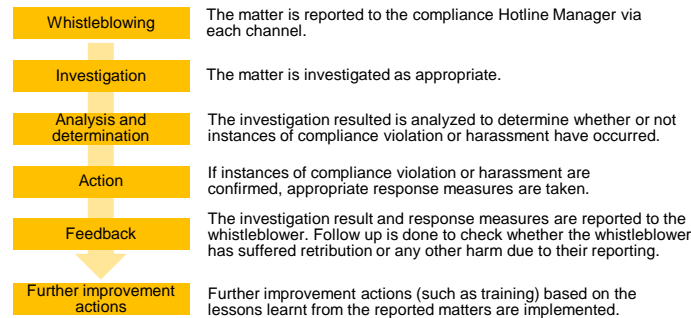 Whistleblowing
The matter is reported to the compliance Hotline Manager via
each channel.
Investigation
The matter is investigated as appropriate.
Analysis and
determination
The investigation resulted is analyzed to determine whether or not
instances of compliance violation or harassment have occurred.
Action
If instances of compliance violation or harassment are
confirmed, appropriate response measures are taken.
Feedback
The investigation result and response measures are reported to the
whistleblower. Follow up is done to check whether the whistleblower
has suffered retribution or any other harm due to their reporting.
Further improvement
actions
Further improvement actions (such as training) based on the
lessons learnt from the reported matters are implemented.